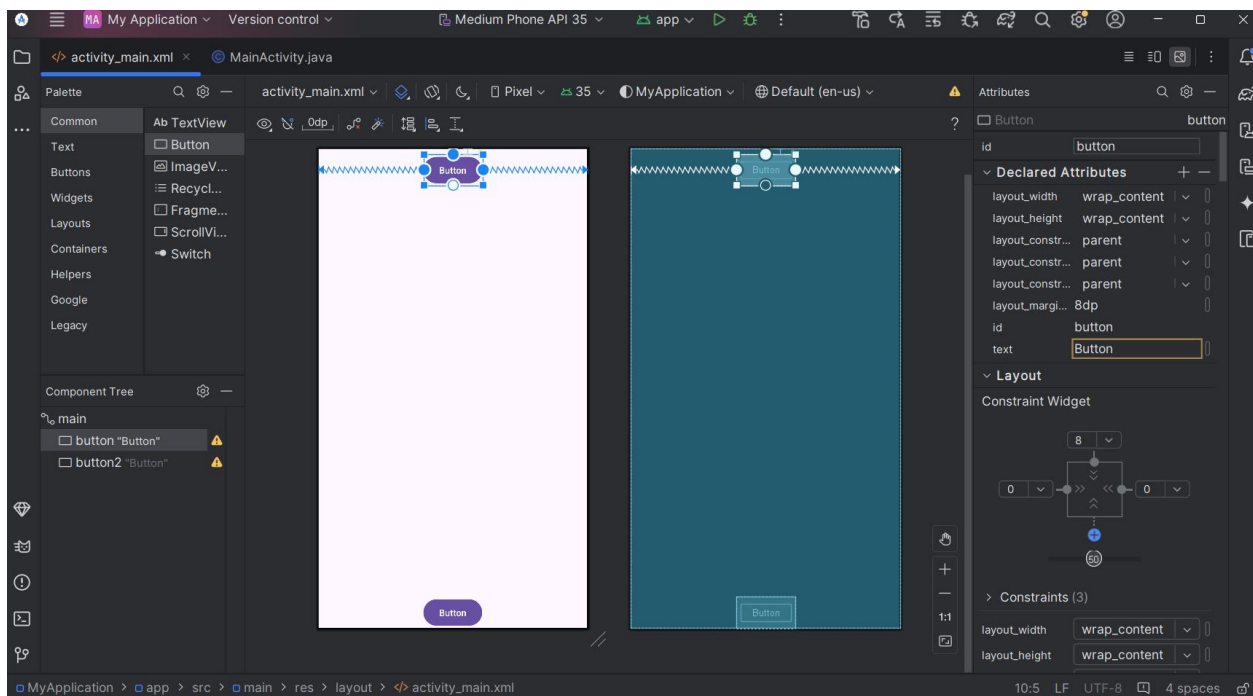 MA My Application Version control Medium Phone API 35 app
activity_main.xml MainActivity.java
Palette
Common
Text
Buttons
Widgets
Layouts
Containers
Helpers
Google
Legacy
Ab TextView
Button
ImageV...
Recycl...
Fragme...
ScrollVi...
Switch
activity_main.xml Pixel 35 MyApplication Default (en-us)
0dp
?
Button
Button
Button
Button
1:1
Component Tree
main
button "Button"
button2 "Button"
Attributes
Button button
id button
Declared Attributes
layout_width wrap_content
layout_height wrap_content
layout_constr... parent
layout_constr... parent
layout_constr... parent
layout_margi... 8dp
id button
text Button
Layout
Constraint Widget
8
0 0
50
Constraints (3)
layout_width wrap_content
layout_height wrap_content
MyApplication > app > src > main > res > layout > activity_main.xml 10:5 LF UTF-8 4 spaces